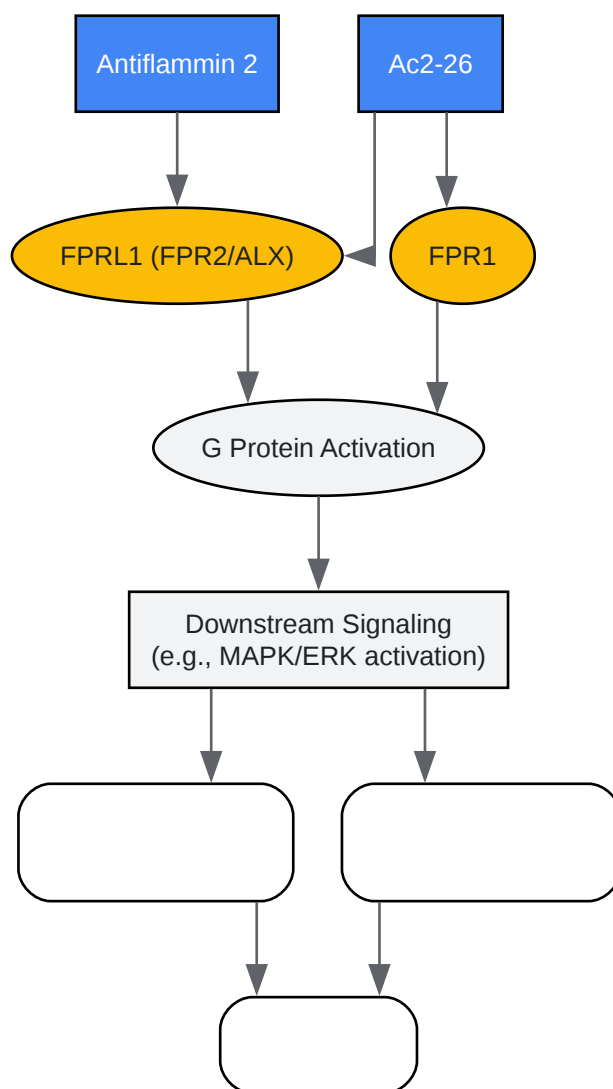 Antiflammin 2
Ac2-26
FPRL1 (FPR2/ALX)
FPR1
G Protein Activation
Downstream Signaling
(e.g., MAPK/ERK activation)